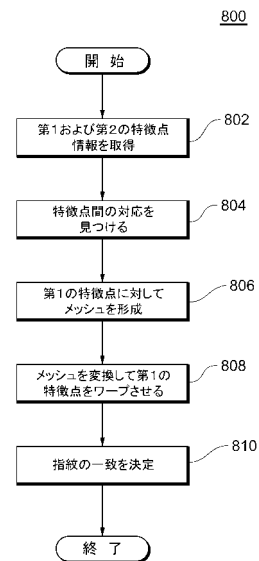 800
開 始
第1および第2の特徴点
情報を取得
802
特徴点間の対応を
見つける
804
第1の特徴点に対して
メッシュを形成
806
メッシュを変換して第1の
特徴点をワープさせる
808
指紋の一致を決定
810
終 了